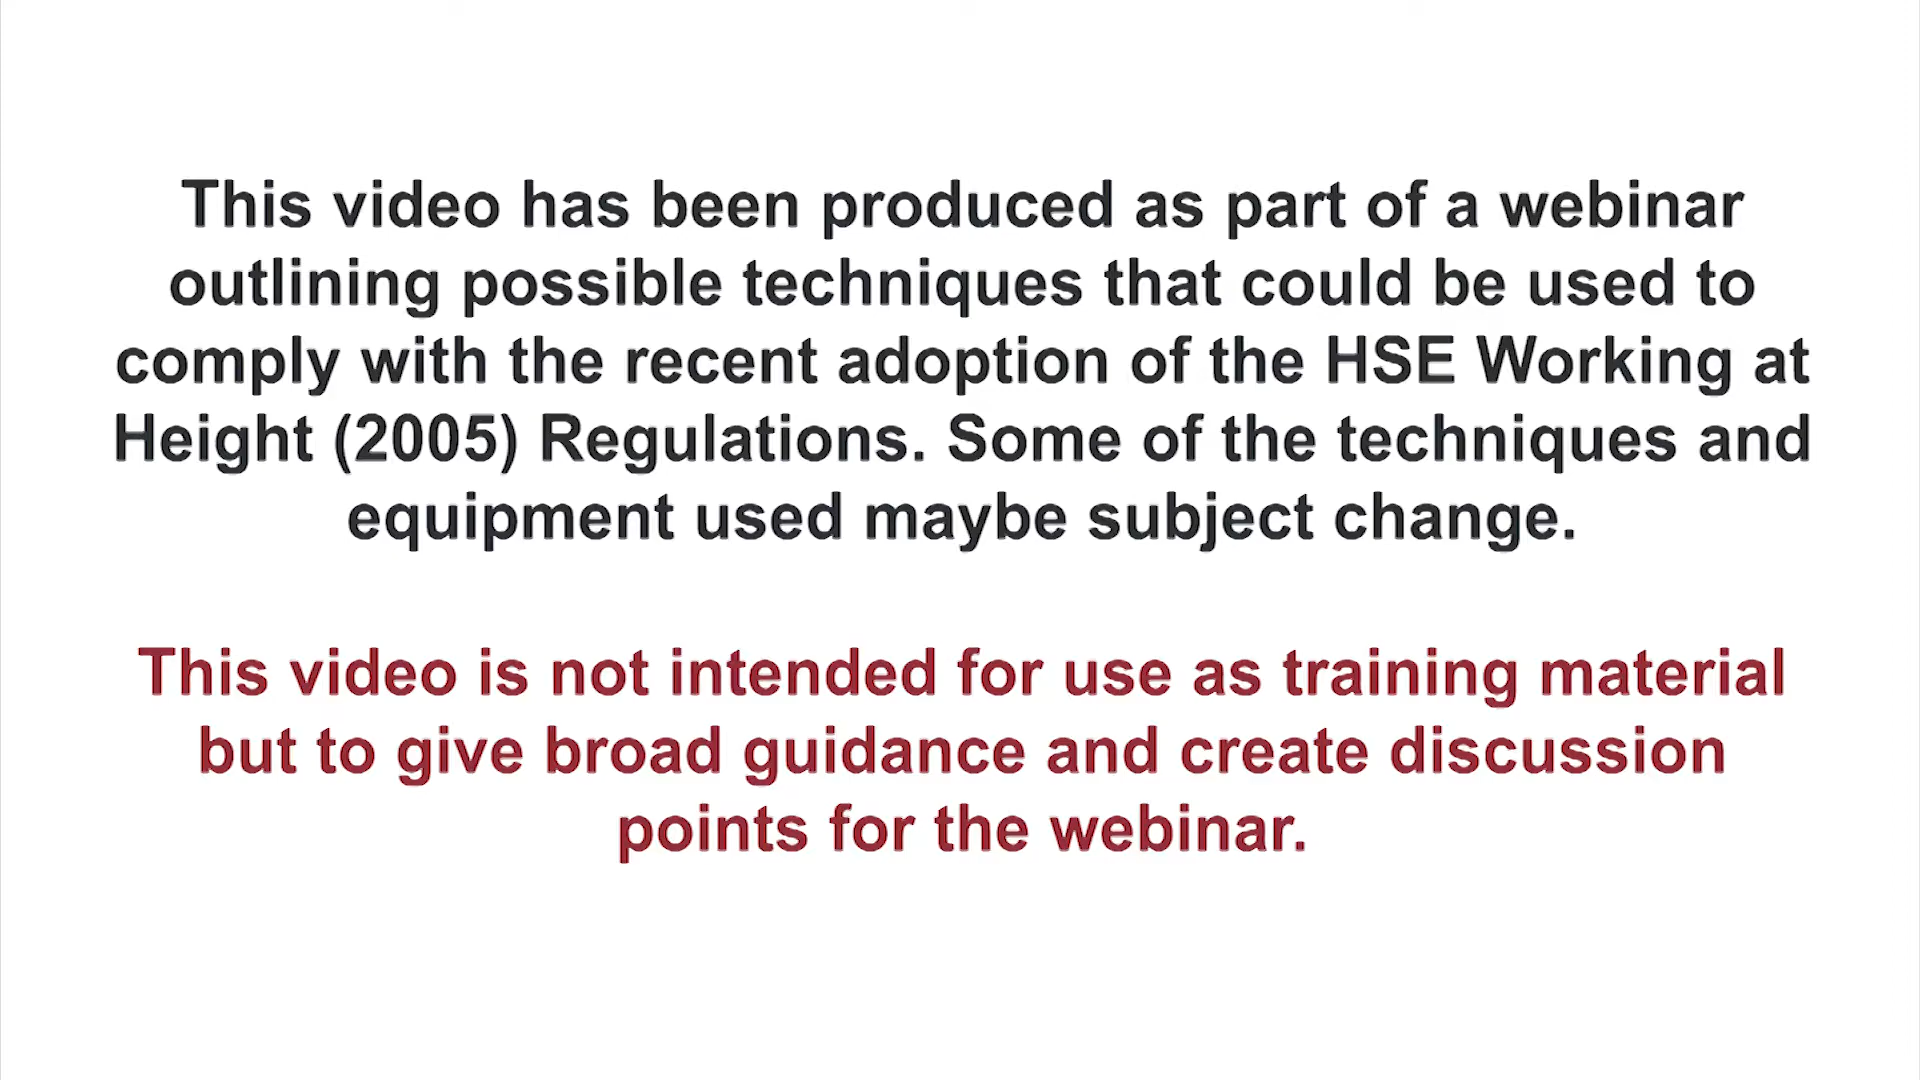 This video has been produced as part of a webinar
outlining possible techniques that could be used to
comply with the recent adoption of the HSE Working at
Height (2005) Regulations. Some of the techniques and
equipment used maybe subject change.
This video is not intended for use as training material
but to give broad guidance and create discussion
points for the webinar.